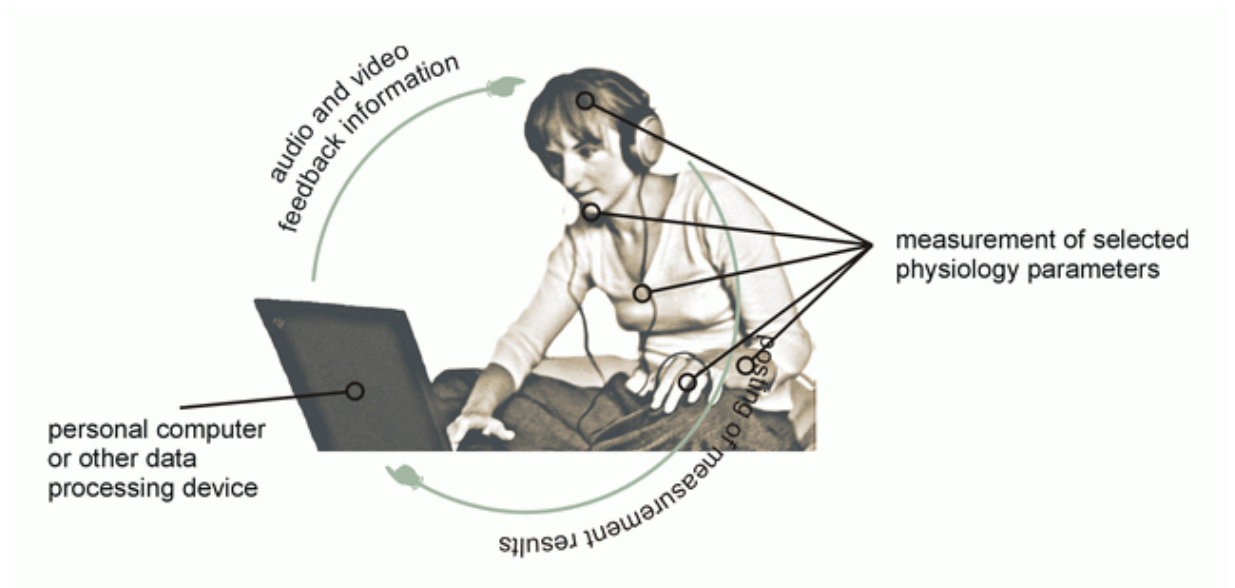 audio and video
feedback information
measurement of selected
physiology parameters
posting of measurement results
personal computer
or other data
processing device